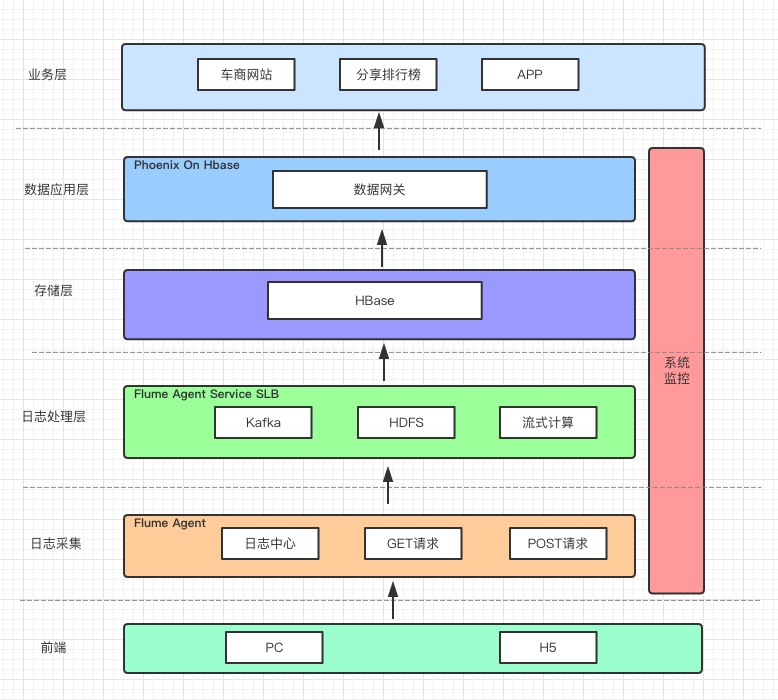 业务层
车商网站
分享排行榜
APP
数据应用层
Phoenix On Hbase
数据网关
存储层
HBase
系统
监控
日志处理层
Flume Agent Service SLB
Kafka
HDFS
流式计算
日志采集
Flume Agent
日志中心
GET请求
POST请求
前端
PC
H5